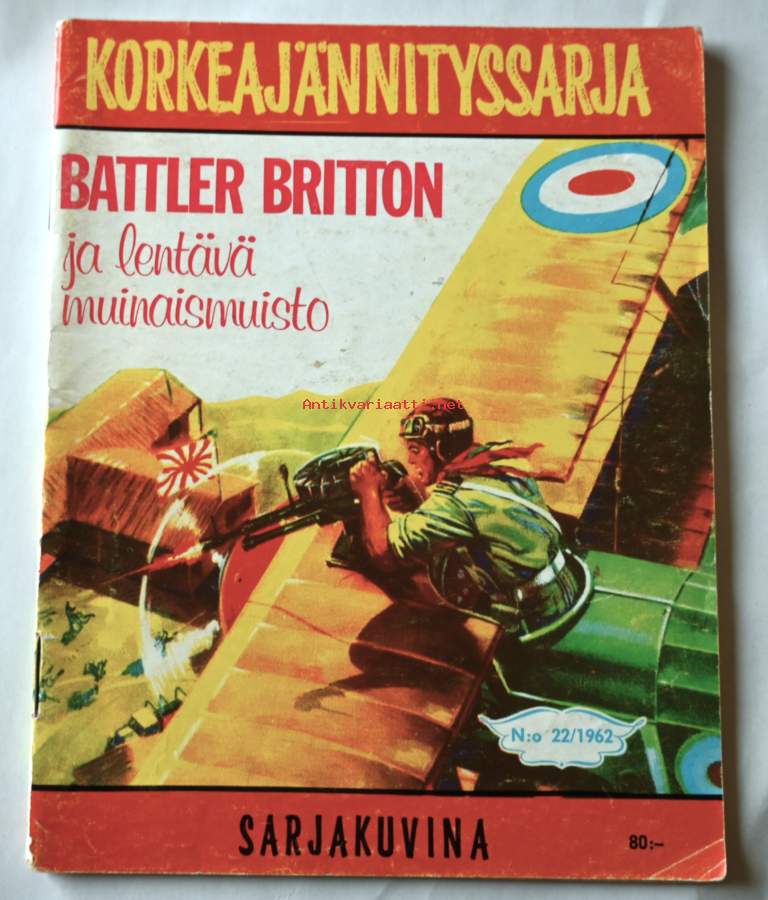 KORKEAJÄNNITYSSARJA
BATTLER BRITTON
ja lentävä
muinaismuisto
Antikvariaatti.net
N:o 22/1962
SARJAKUVINA
80:-